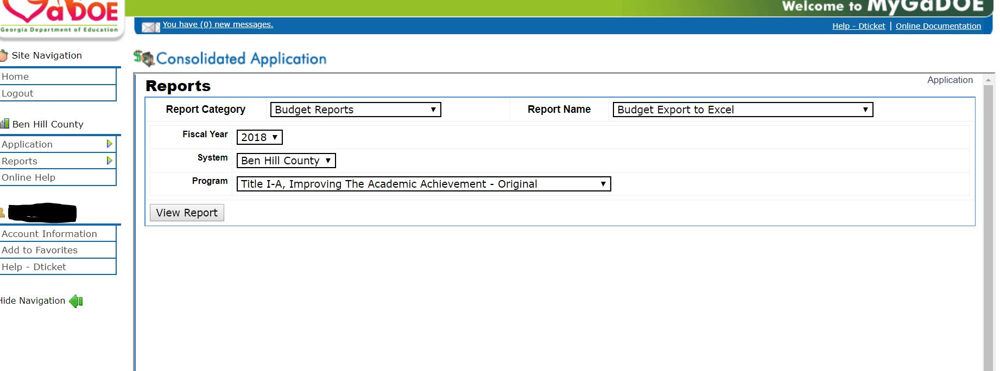 GaDOE
Georgia Department of Education
Welcome to MyGaDOE
You have (0) new messages.
Help - Dticket | Online Documentation
Site Navigation
Home
Logout
Ben Hill County
Application
Reports
Online Help
Account Information
Add to Favorites
Help - Dticket
Hide Navigation
Consolidated Application
Application
Reports
Report Category Budget Reports Report Name Budget Export to Excel
Fiscal Year 2018
System Ben Hill County
Program Title I-A, Improving The Academic Achievement - Original
View Report